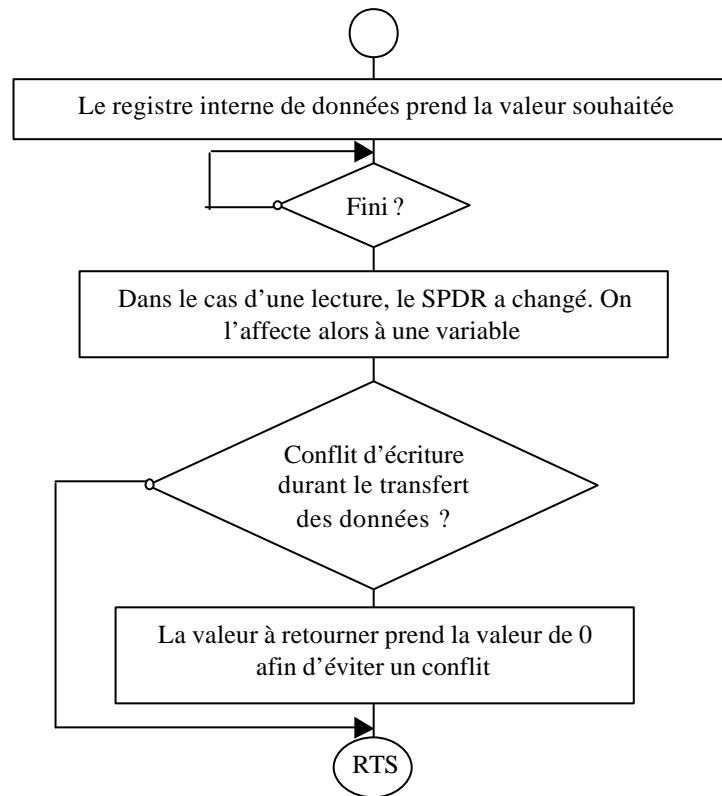 Le registre interne de données prend la valeur souhaitée
Fini ?
Dans le cas d’une lecture, le SPDR a changé. On
l’affecte alors à une variable
Conflit d’écriture
durant le transfert
des données ?
La valeur à retourner prend la valeur de 0
afin d’éviter un conflit
RTS